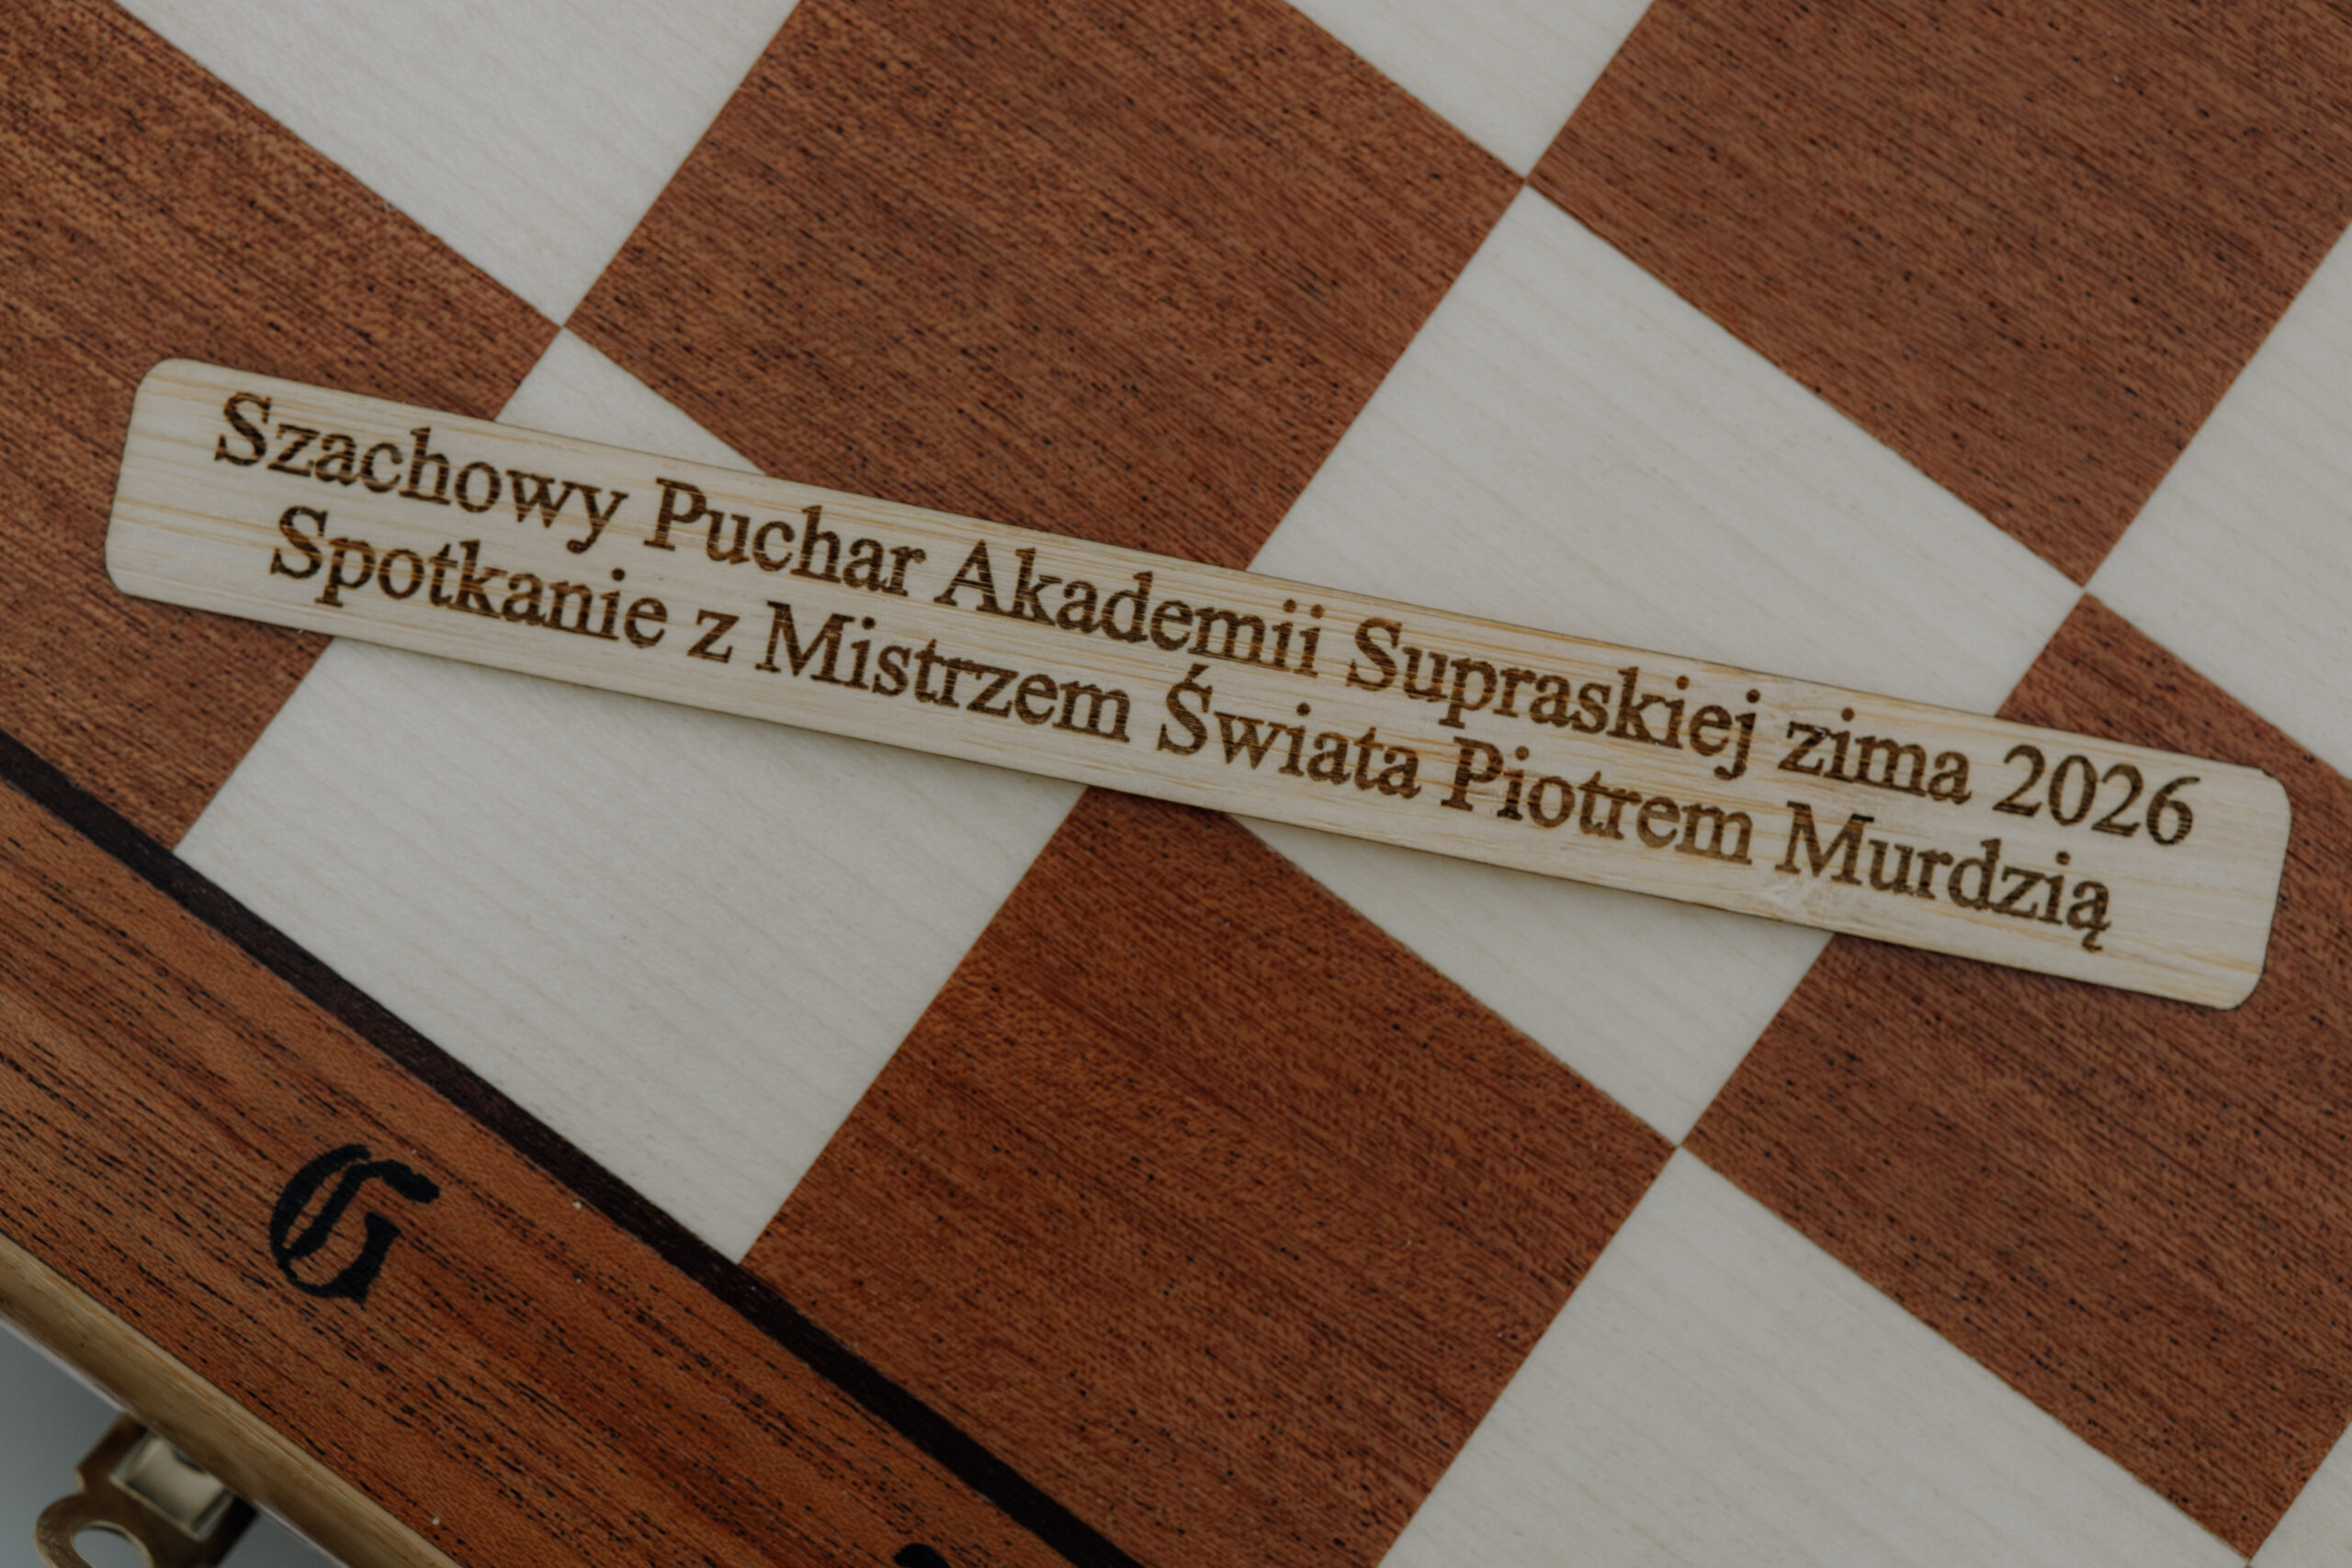 Szachowy Puchar Akademii Supraskiej zima 2026
Spotkanie z Mistrzem Świata Piotrem Murdzią
G